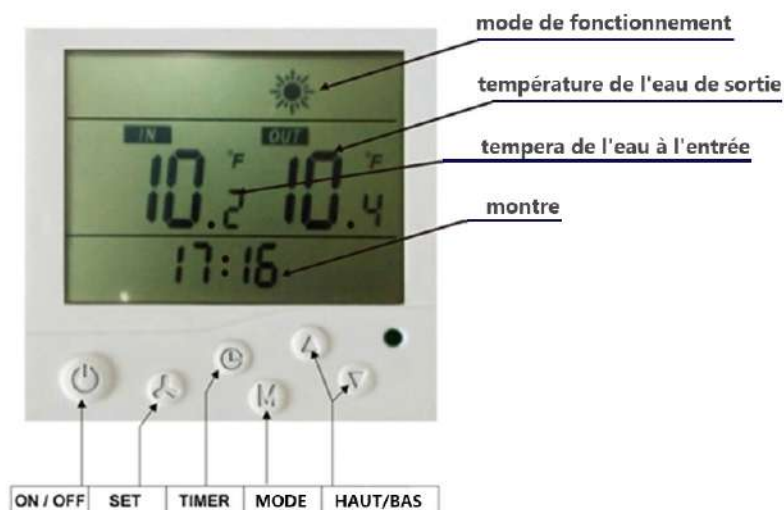 mode de fonctionnement
température de l'eau de sortie
tempera de l'eau à l'entrée
montre
IN OUT
10.2 °F 10.4 °F
17:16
M
ON / OFF SET TIMER MODE HAUT/BAS